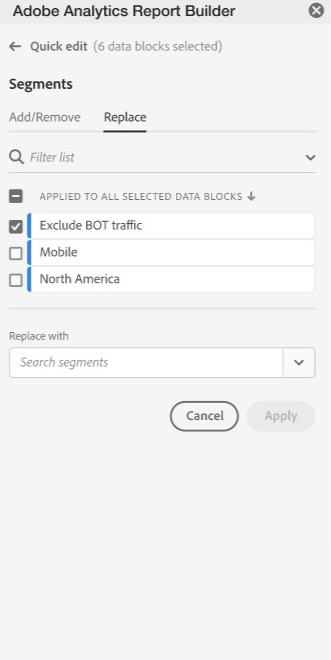 Adobe Analytics Report Builder
Quick edit (6 data blocks selected)
Segments
Add/Remove Replace
Filter list
APPLIED TO ALL SELECTED DATA BLOCKS
Exclude BOT traffic
Mobile
North America
Replace with
Search segments
Cancel Apply